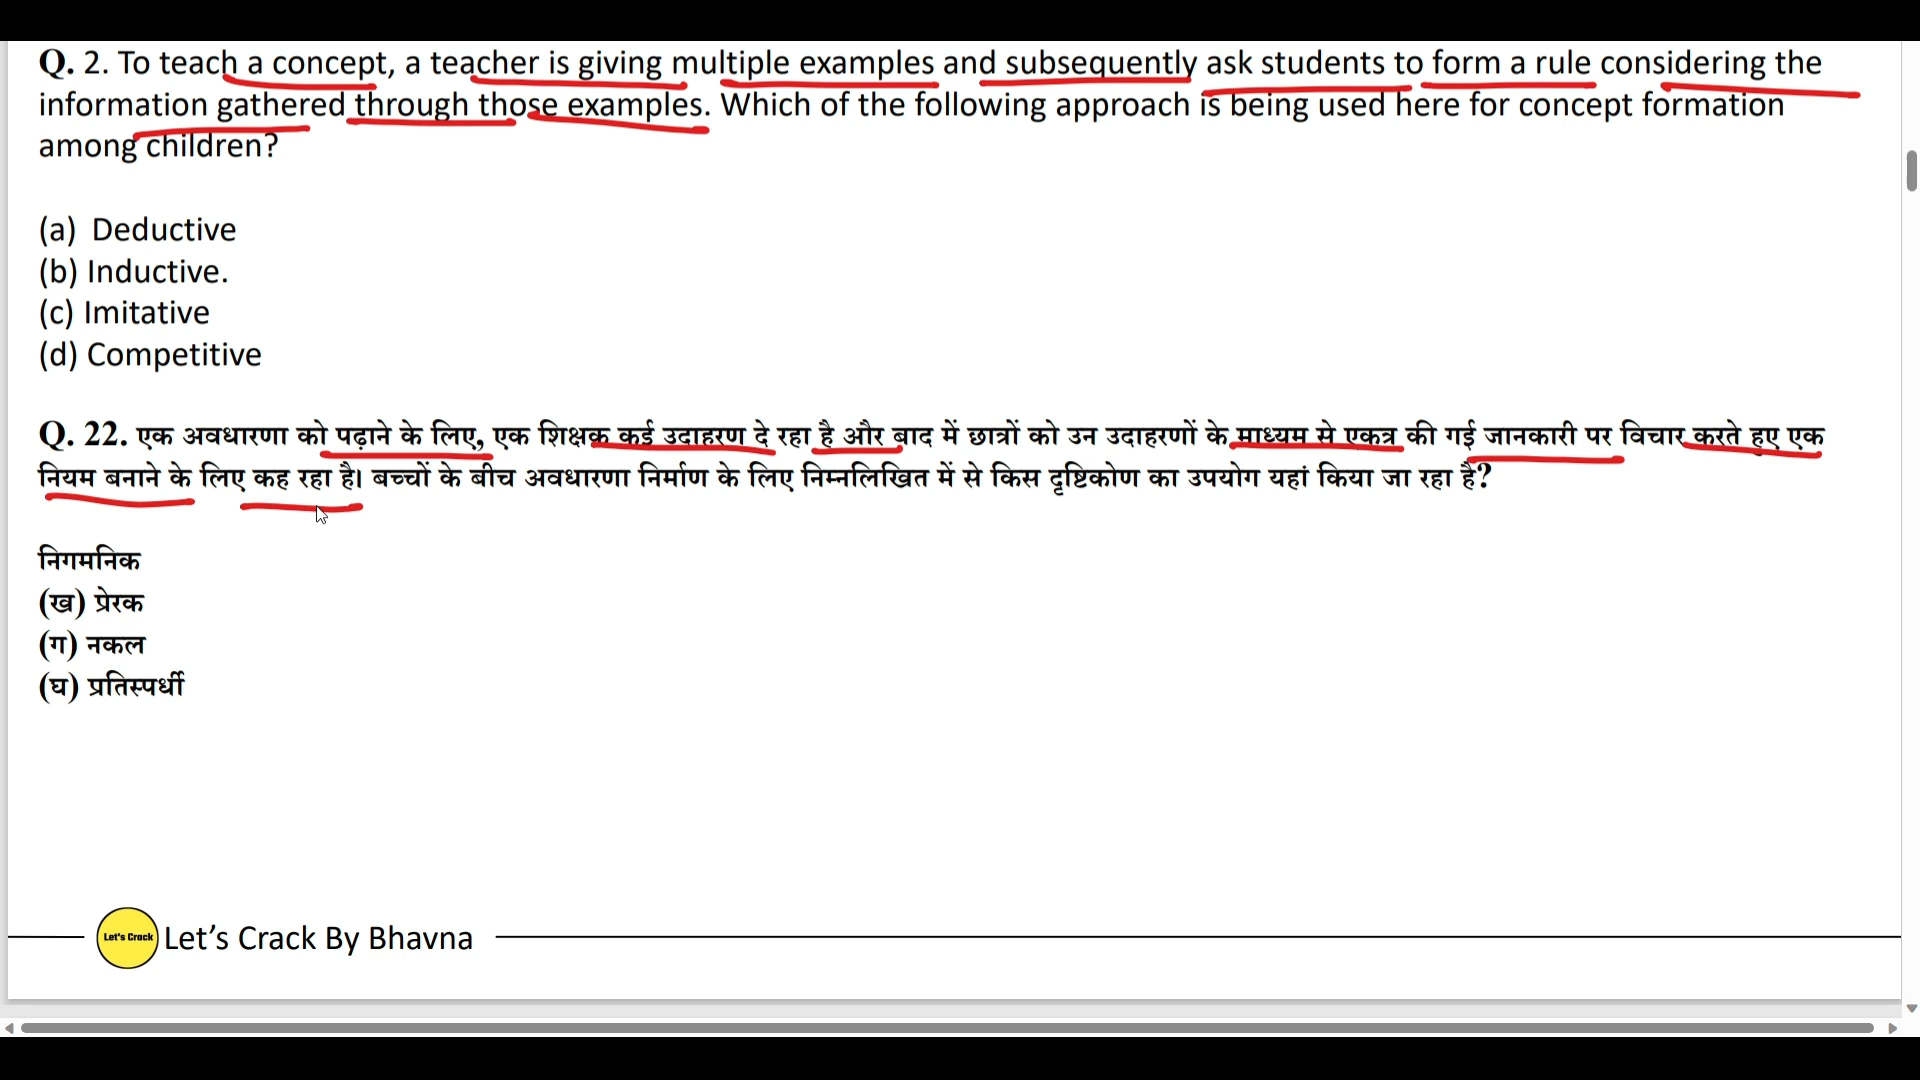 Q. 2. To teach a concept, a teacher is giving multiple examples and subsequently ask students to form a rule considering the
information gathered through those examples. Which of the following approach is being used here for concept formation
among children?
(a) Deductive
(b) Inductive.
(c) Imitative
(d) Competitive
Q. 22. एक अवधारणा को पढ़ाने के लिए, एक शिक्षक कई उदाहरण दे रहा है और बाद में छात्रों को उन उदाहरणों के माध्यम से एकत्र की गई जानकारी पर विचार करते हुए एक
नियम बनाने के लिए कह रहा है। बच्चों के बीच अवधारणा निर्माण के लिए निम्नलिखित में से किस दृष्टिकोण का उपयोग यहां किया जा रहा है?
निगमनिक
(ख) प्रेरक
(ग) नकल
(घ) प्रतिस्पर्धी
Let's Crack
Let’s Crack By Bhavna